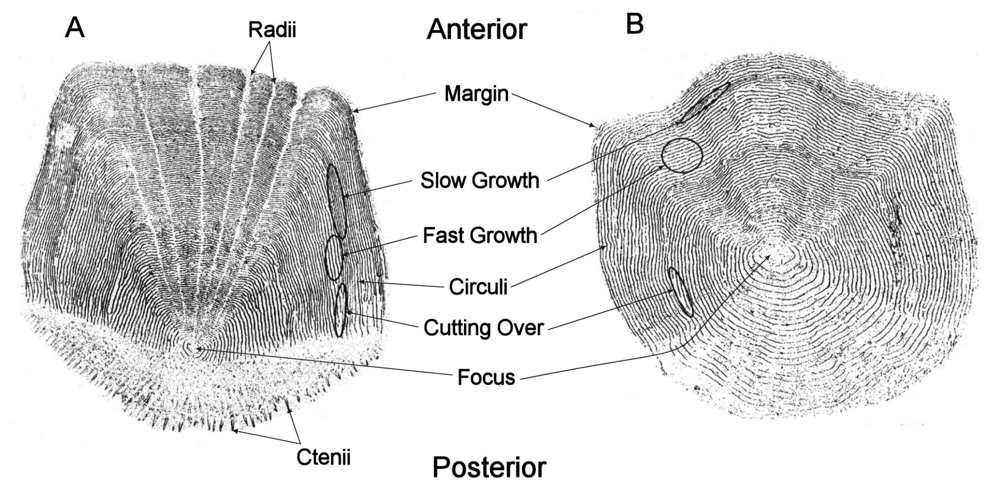 A
Radii
Anterior
B
Margin
Slow Growth
Fast Growth
Circuli
Cutting Over
Focus
Ctenii
Posterior